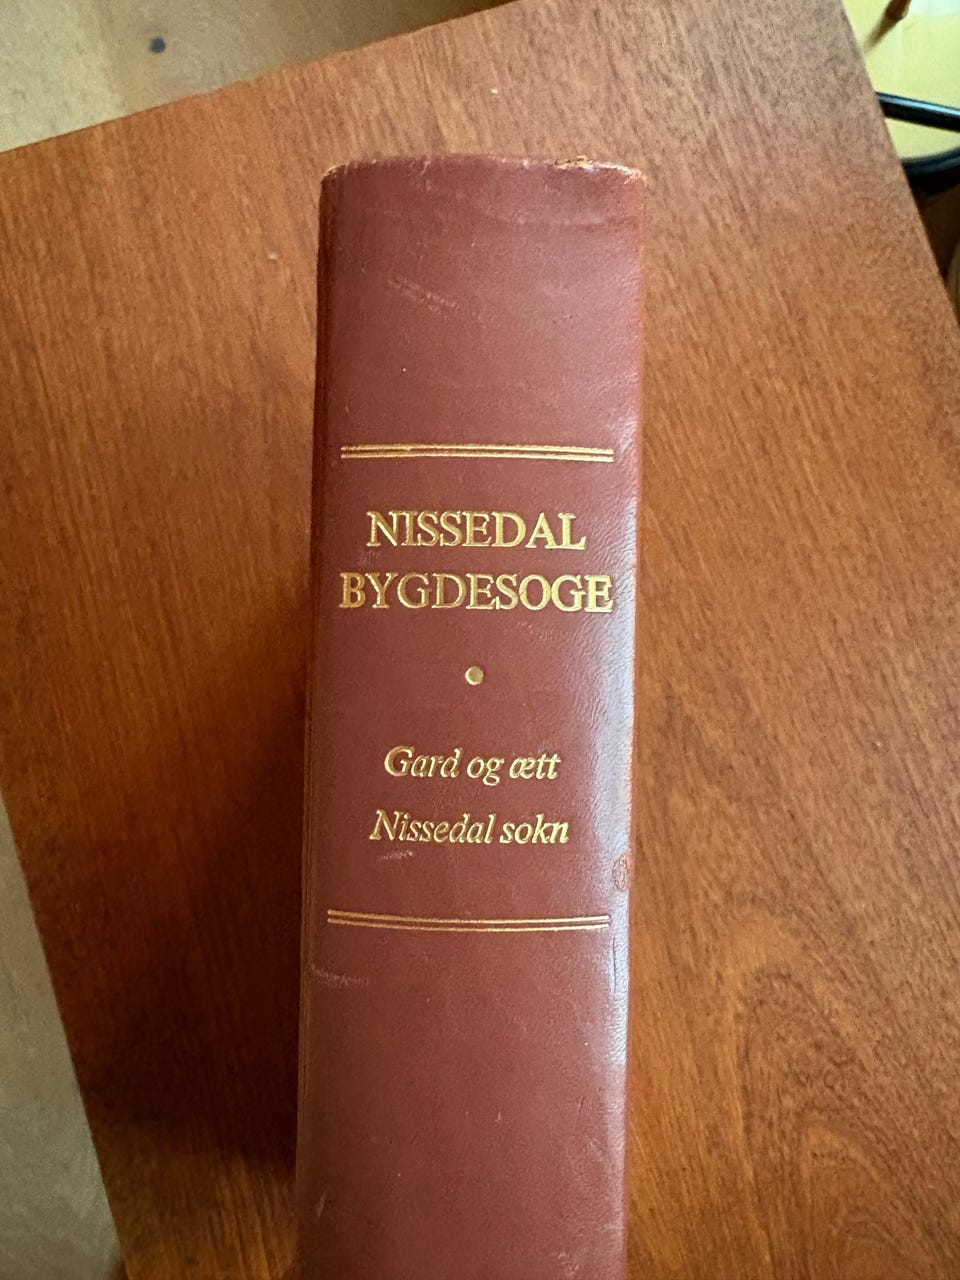 NISSEDAL
BYGDESOGE
Gard og ætt
Nissedal sokn